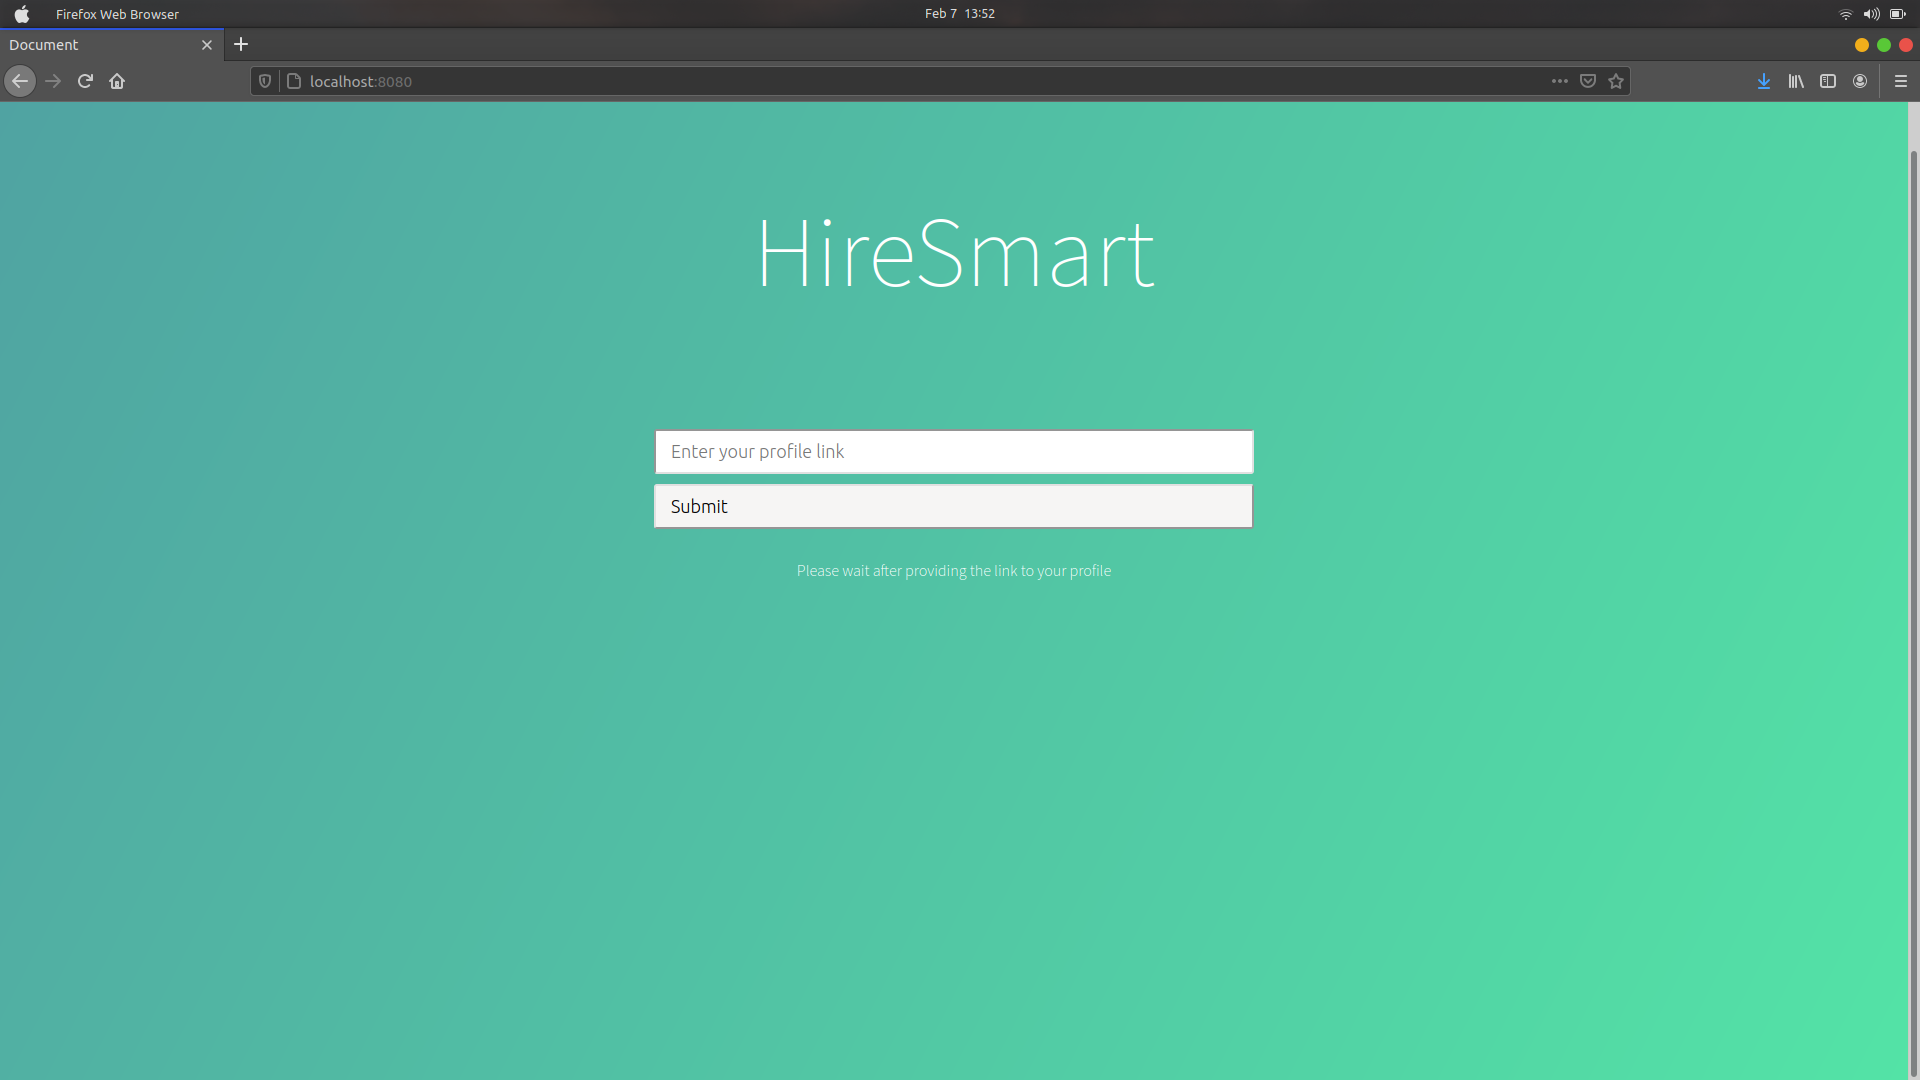 Firefox Web Browser
Feb 7 13:52
Document
localhost:8080
HireSmart
Enter your profile link
Submit
Please wait after providing the link to your profile